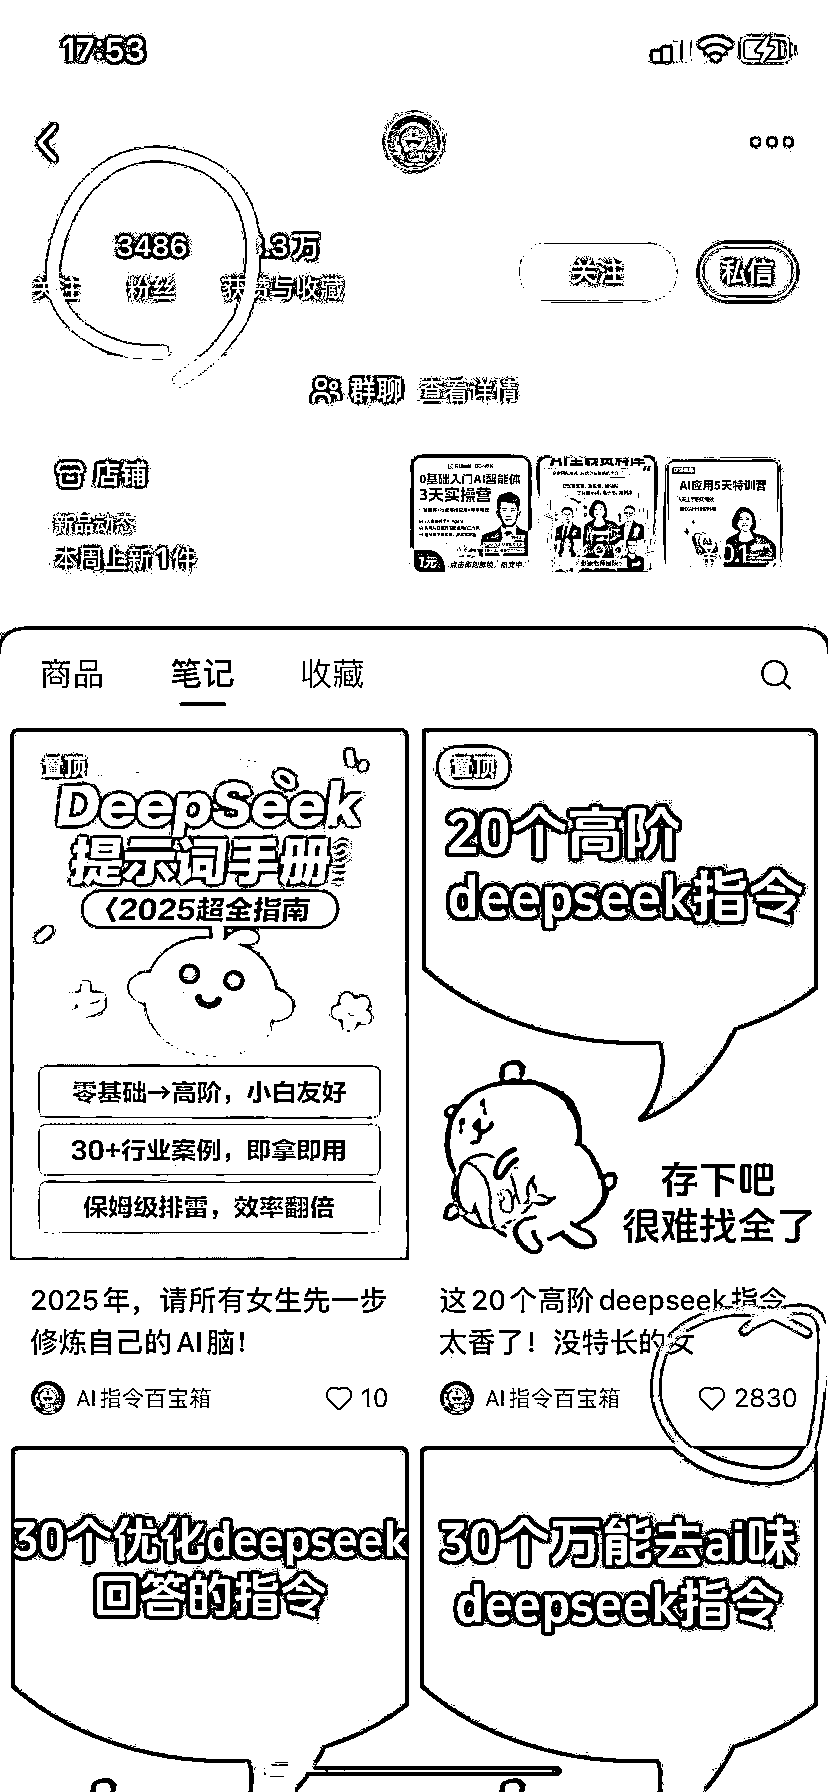 17:53
3486
.3万
关注
粉丝
获赞与收藏
关注
私信
群聊 查看详情
店铺
新品动态
本周上新1件
0基础入门AI智能体
3天实操营
1元
AI应用5天特训营
商品
笔记
收藏
置顶
DeepSeek
提示词手册
《2025超全指南
零基础→高阶，小白友好
30+行业案例，即拿即用
保姆级排雷，效率翻倍
2025年，请所有女生先一步
修炼自己的AI脑！
AI指令百宝箱
10
置顶
20个高阶
deepseek指令
存下吧
很难找全了
这20个高阶deepseek指令
太香了！没特长的女
AI指令百宝箱
2830
30个优化deepseek
回答的指令
30个万能去ai味
deepseek指令